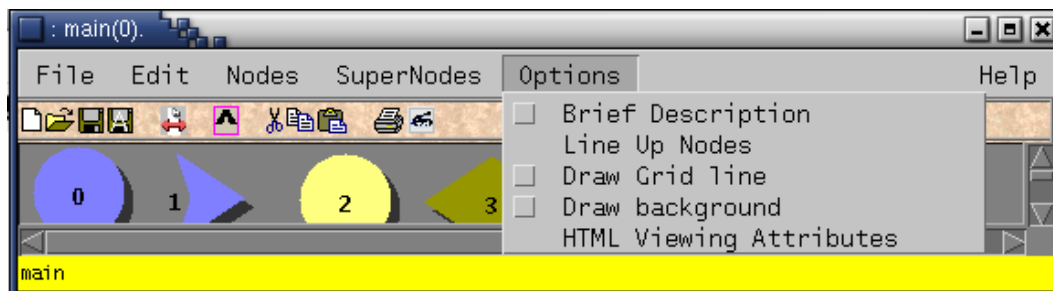 : main(0).
File Edit Nodes SuperNodes Options Help
Brief Description
Line Up Nodes
Draw Grid line
Draw background
HTML Viewing Attributes
0 1 2 3
main